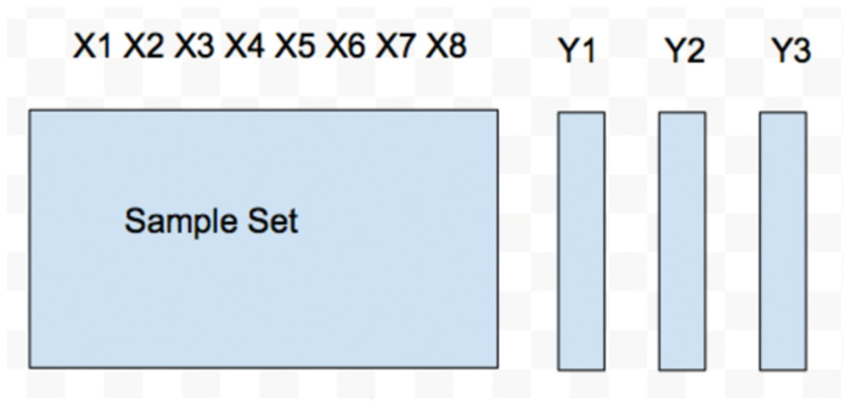 X1 X2 X3 X4 X5 X6 X7 X8 Y1 Y2 Y3
Sample Set